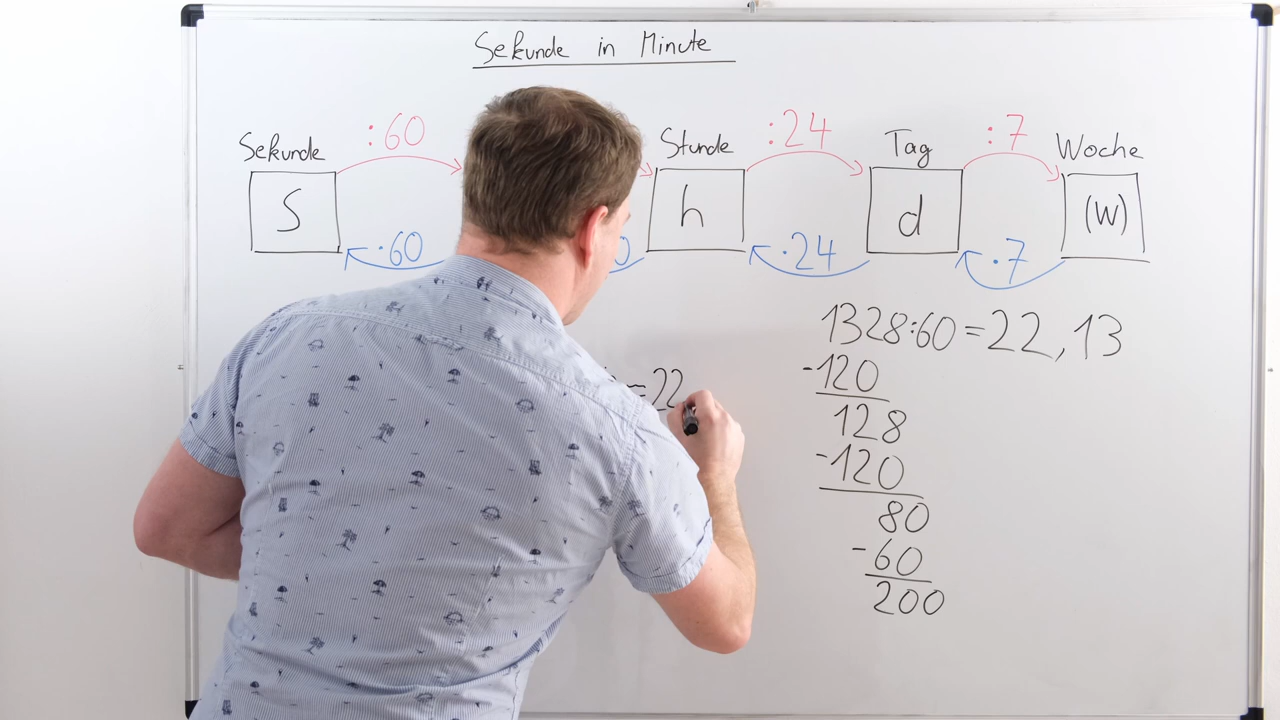 Sekunde in Minute
:60 :24 :7
Sekunde Stunde Tag Woche
S h d (W)
·60 0 ·24 ·7
1328:60=22,13
=22
-120
128
-120
80
-60
200